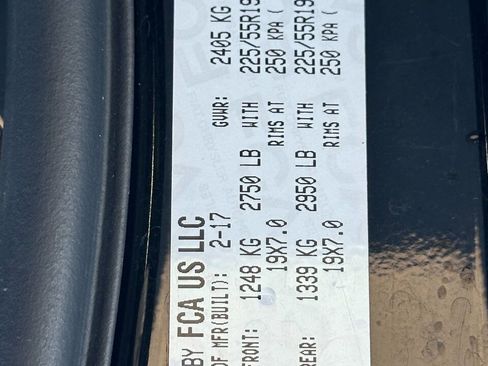 BY FCA US LLC
OF MFR(BUILT): 2-17 GVWR: 2405 KG
FRONT: 1248 KG 2750 LB WITH 225/55R19
19X7.0 RIMS AT 250 KPA (
REAR: 1339 KG 2950 LB WITH 225/55R19
19X7.0 RIMS AT 250 KPA (